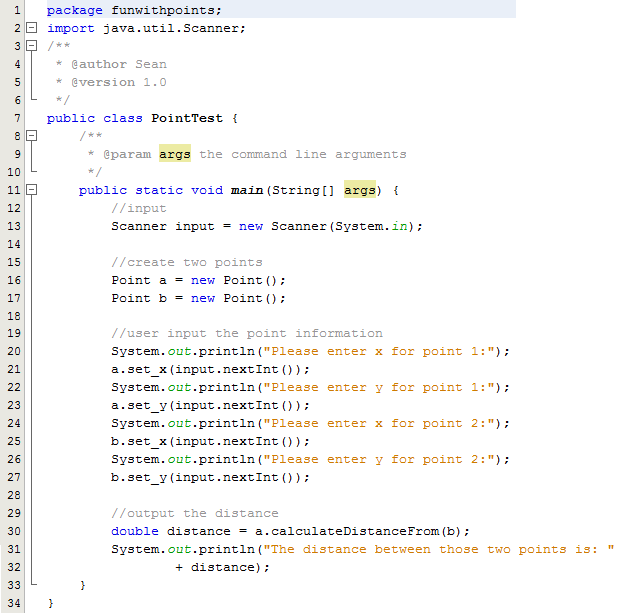 1 package funwithpoints;
2 import java.util.Scanner;
3 /**
4  * @author Sean
5  * @version 1.0
6  */
7 public class PointTest {
8     /**
9      * @param args the command line arguments
10      */
11     public static void main(String[] args) {
12         //input
13         Scanner input = new Scanner(System.in);
14
15         //create two points
16         Point a = new Point();
17         Point b = new Point();
18
19         //user input the point information
20         System.out.println("Please enter x for point 1:");
21         a.set_x(input.nextInt());
22         System.out.println("Please enter y for point 1:");
23         a.set_y(input.nextInt());
24         System.out.println("Please enter x for point 2:");
25         b.set_x(input.nextInt());
26         System.out.println("Please enter y for point 2:");
27         b.set_y(input.nextInt());
28
29         //output the distance
30         double distance = a.calculateDistanceFrom(b);
31         System.out.println("The distance between those two points is: "
32                 + distance);
33     }
34 }